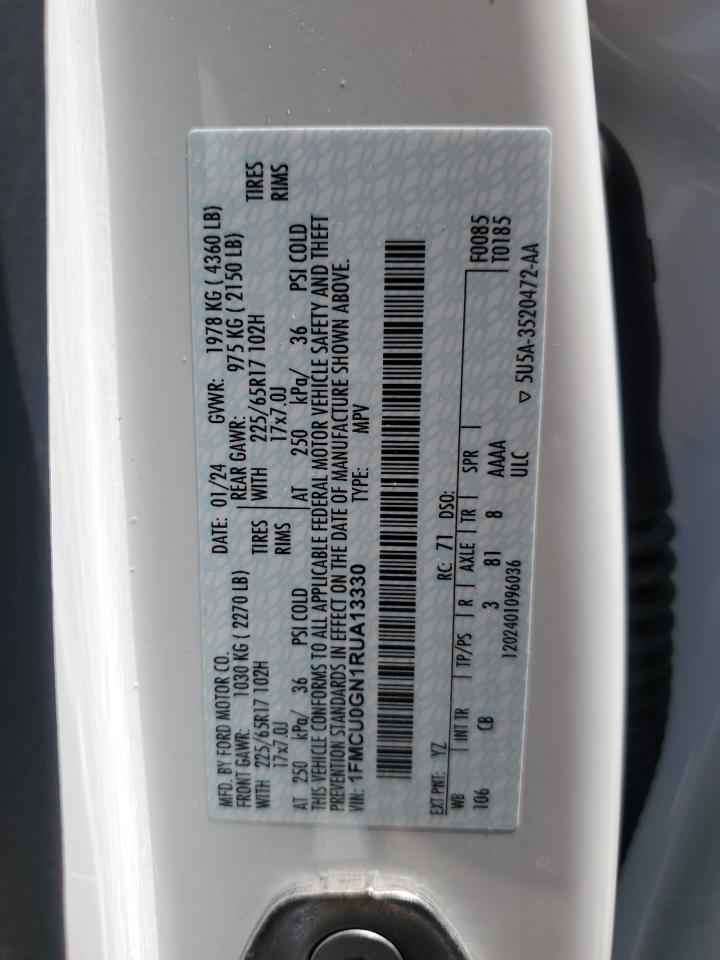 MFD. BY FORD MOTOR CO. DATE: 01/24 GVWR: 1978 KG ( 4360 LB)
FRONT GAWR: 1030 KG ( 2270 LB) REAR GAWR: 975 KG ( 2150 LB)
WITH 225/65R17 102H TIRES WITH 225/65R17 102H TIRES
17x7.0J RIMS 17x7.0J RIMS
AT 250 kPa/ 36 PSI COLD AT 250 kPa/ 36 PSI COLD
THIS VEHICLE CONFORMS TO ALL APPLICABLE FEDERAL MOTOR VEHICLE SAFETY AND THEFT
PREVENTION STANDARDS IN EFFECT ON THE DATE OF MANUFACTURE SHOWN ABOVE.
VIN: 1FMCU0GN1RUA13330 TYPE: MPV
EXT PNT: YZ RC: 71 DSO: F0085
WB INT TR TP/PS R AXLE TR SPR T0185
106 CB 3 81 8 AAAA
1202401096036 ULC
▽ 5U5A-3520472-AA